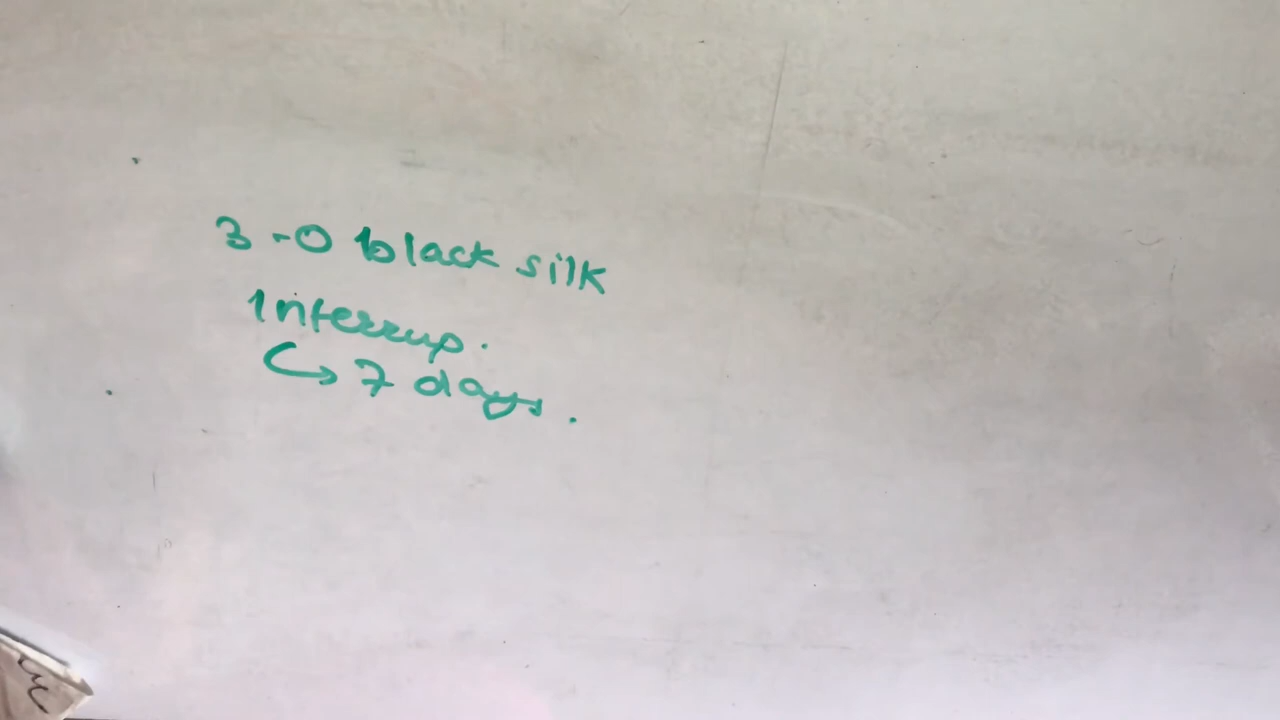 3-0 black silk
Interrup.
↳ 7 days.